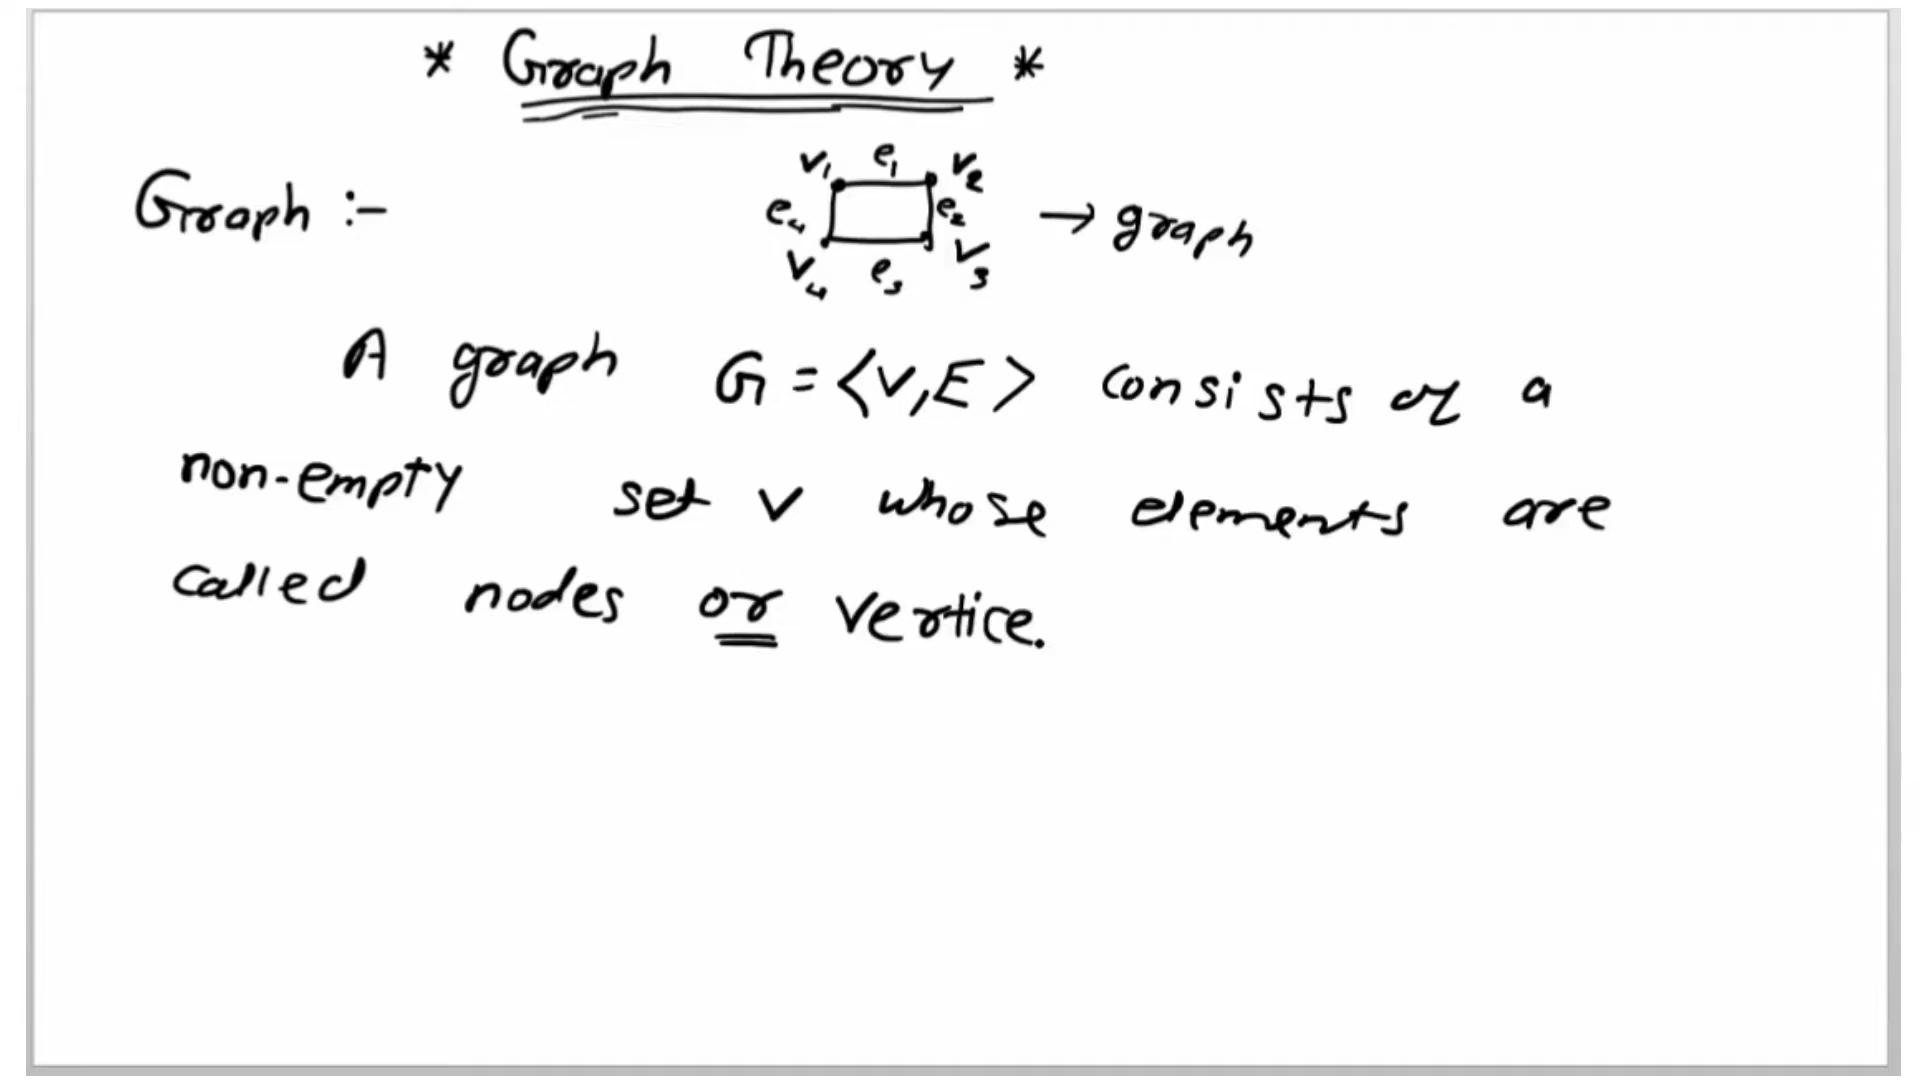 * Graph Theory *
v1 e1 v2
Graph :- e4 e2 → graph
v4 e3 v3
A graph G = <V,E> consists of a
non-empty set V whose elements are
called nodes or vertice.